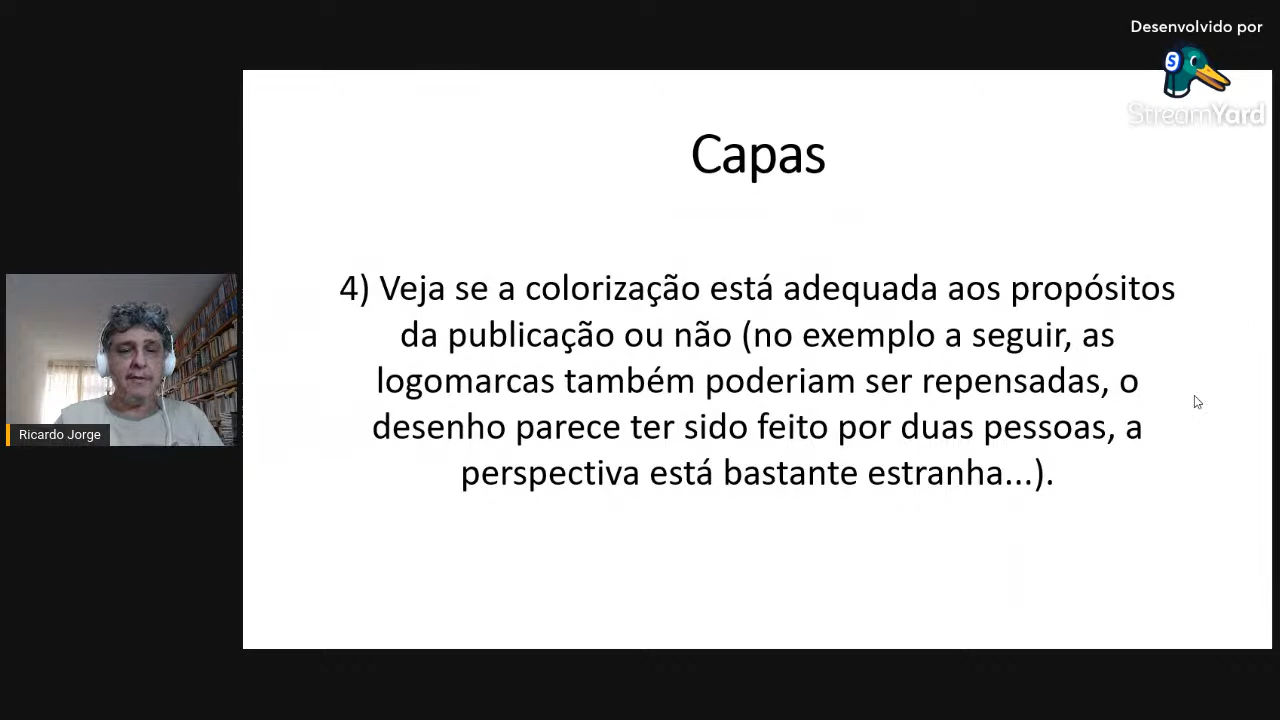 Desenvolvido por
StreamYard
Capas
4) Veja se a colorização está adequada aos propósitos
da publicação ou não (no exemplo a seguir, as
logomarcas também poderiam ser repensadas, o
desenho parece ter sido feito por duas pessoas, a
perspectiva está bastante estranha...).
Ricardo Jorge